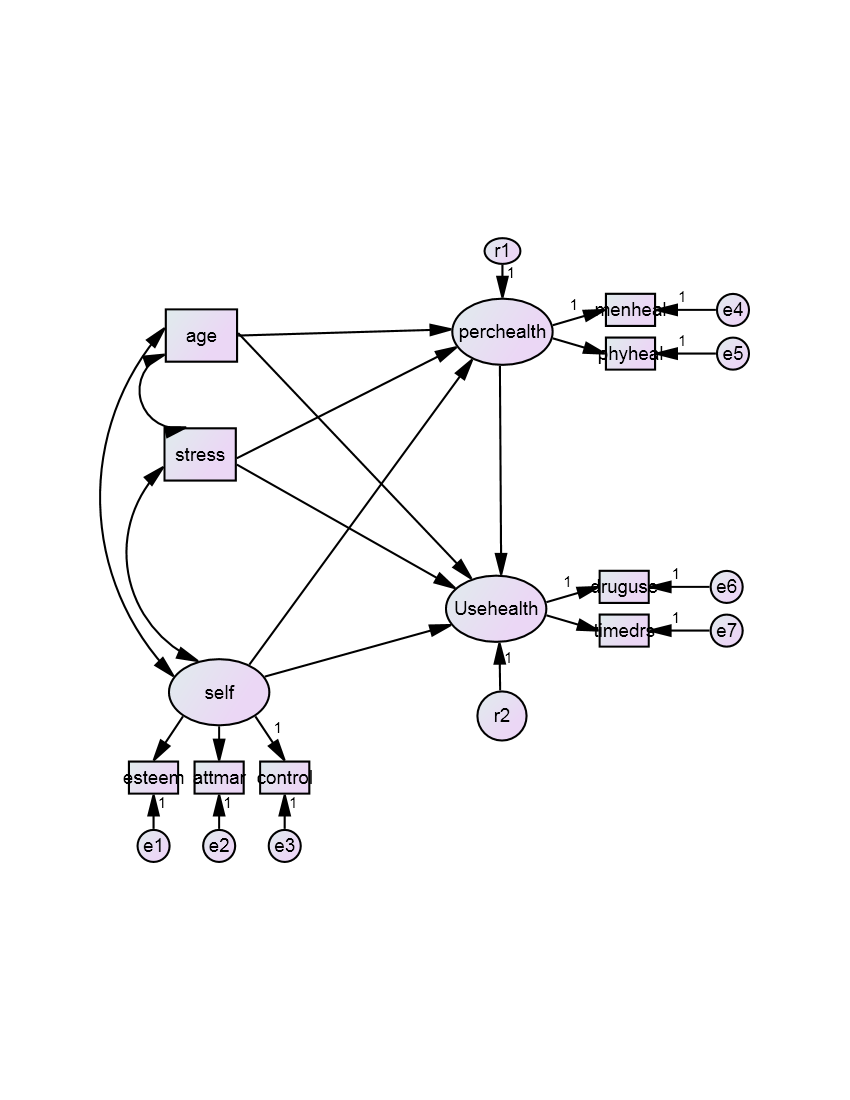 r1
1
age
perchealth
1
menheal
1
e4
phyheal
1
e5
stress
Usehealth
1
druguse
1
e6
timedrs
1
e7
1
r2
self
1
esteem
attmar
control
1
1
1
e1
e2
e3